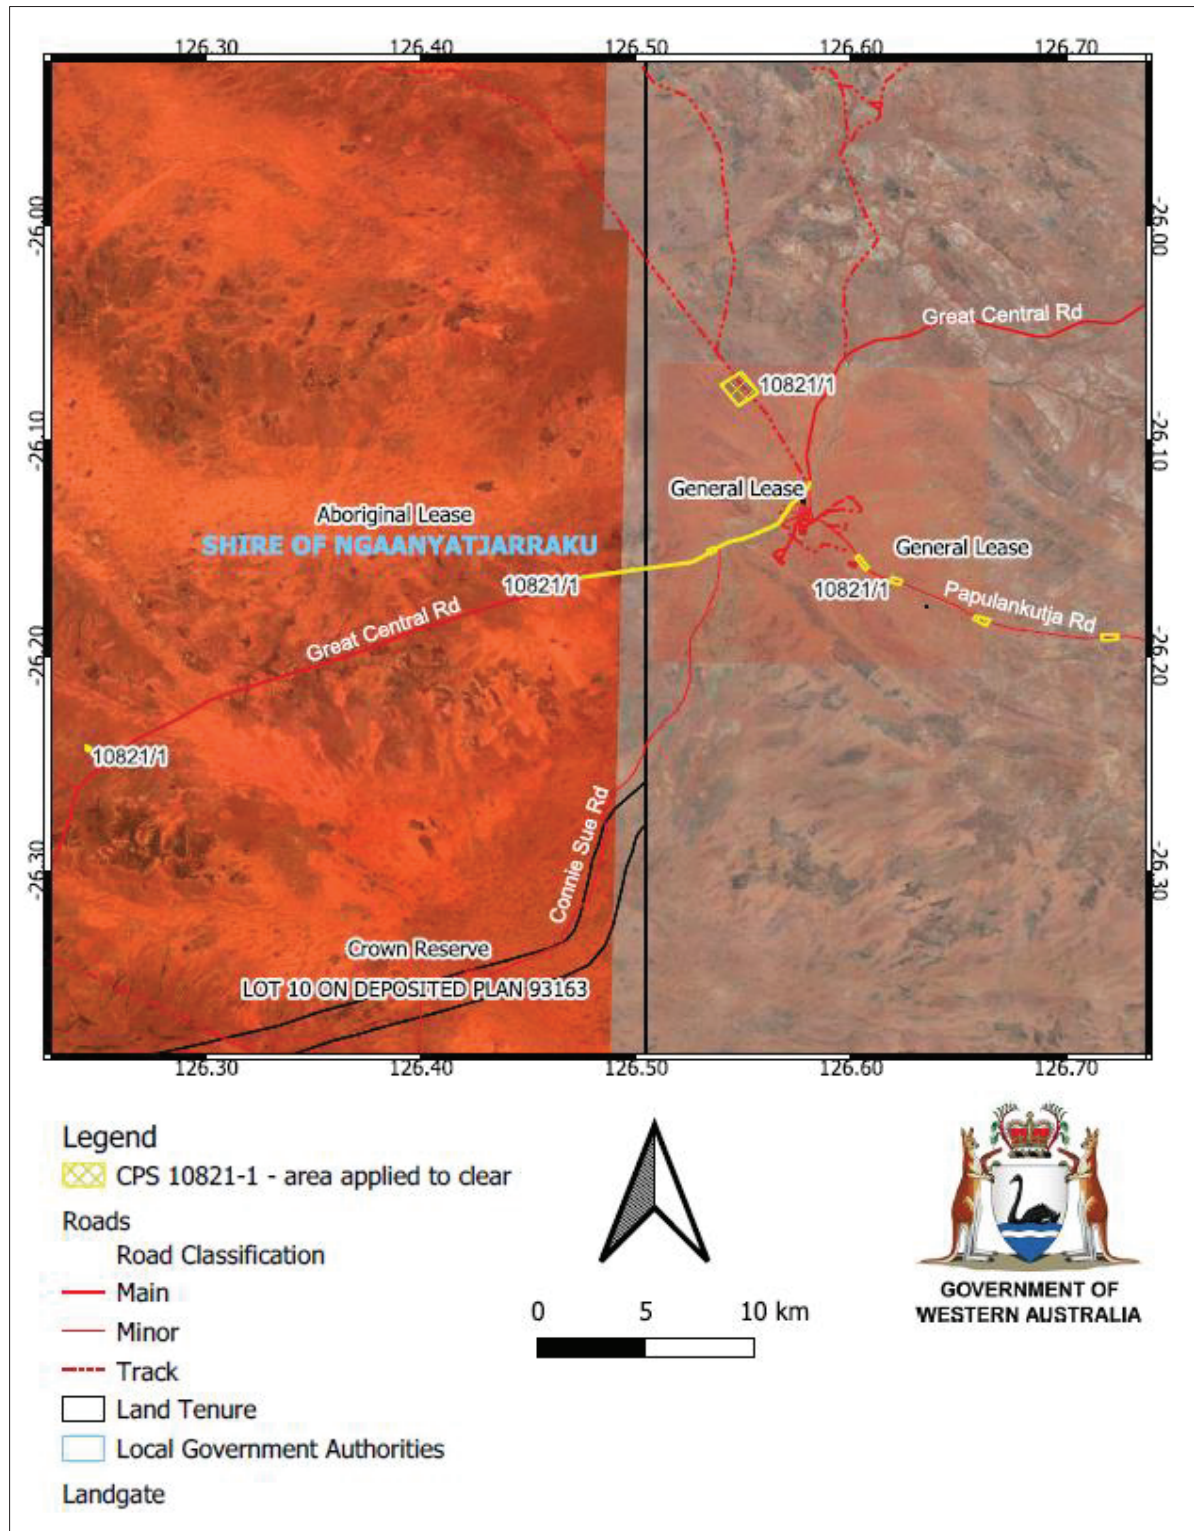 126.30 126.40 126.50 126.60 126.70
-26.00 -26.00
Great Central Rd
10821/1
-26.10 -26.10
General Lease
Aboriginal Lease
SHIRE OF NGAANYATJARRAKU
General Lease
10821/1 10821/1
Papulankutja Rd
Great Central Rd
-26.20 -26.20
10821/1
Connie Sue Rd
-26.30 -26.30
Crown Reserve
LOT 10 ON DEPOSITED PLAN 93163
126.30 126.40 126.50 126.60 126.70
Legend
CPS 10821-1 - area applied to clear
Roads
Road Classification
Main
Minor
Track
Land Tenure
Local Government Authorities
Landgate
0 5 10 km
GOVERNMENT OF
WESTERN AUSTRALIA